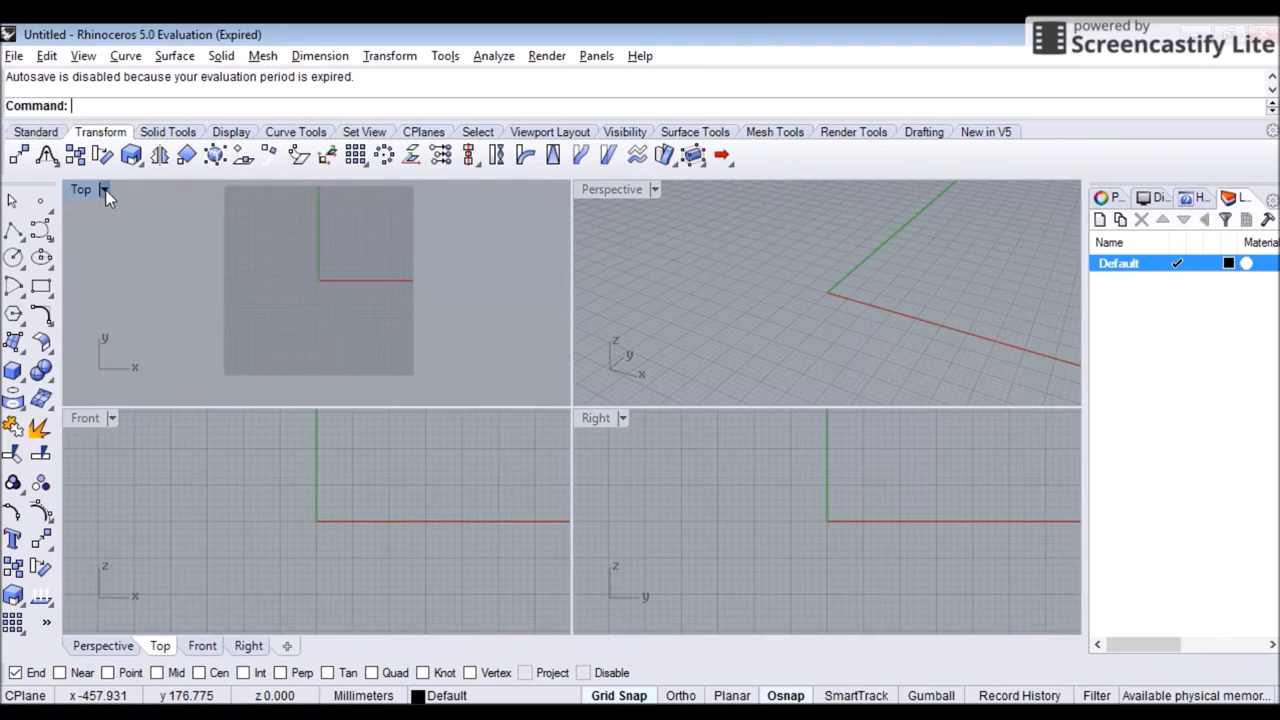 Untitled - Rhinoceros 5.0 Evaluation (Expired)
powered by
Screencastify Lite
File Edit View Curve Surface Solid Mesh Dimension Transform Tools Analyze Render Panels Help
Autosave is disabled because your evaluation period is expired.
Command:
Standard Transform Solid Tools Display Curve Tools Set View CPlanes Select Viewport Layout Visibility Surface Tools Mesh Tools Render Tools Drafting New in V5
Top
Perspective
P... Di... H... L...
Name Materia
Default
y
x
z
y
x
Front
Right
z
x
z
y
Perspective Top Front Right
End Near Point Mid Cen Int Perp Tan Quad Knot Vertex Project Disable
CPlane x -457.931 y 176.775 z 0.000 Millimeters Default Grid Snap Ortho Planar Osnap SmartTrack Gumball Record History Filter Available physical memor...